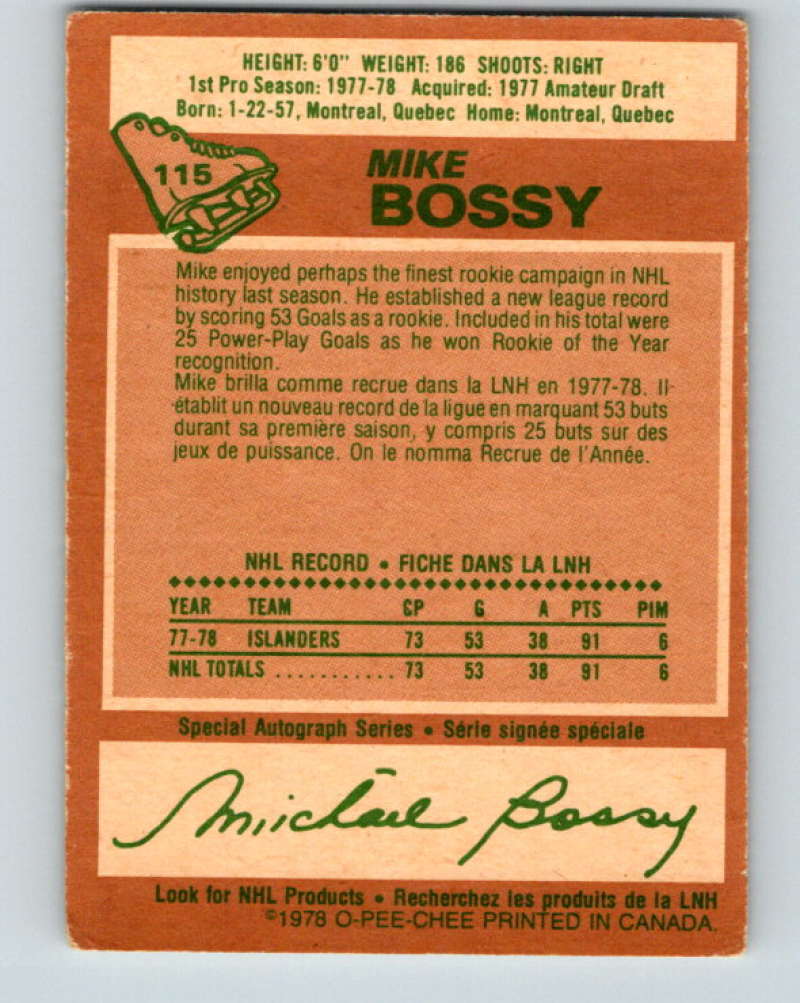 HEIGHT: 6'0" WEIGHT: 186 SHOOTS: RIGHT
1st Pro Season: 1977-78 Acquired: 1977 Amateur Draft
Born: 1-22-57, Montreal, Quebec Home: Montreal, Quebec
115
MIKE
BOSSY
Mike enjoyed perhaps the finest rookie campaign in NHL
history last season. He established a new league record
by scoring 53 Goals as a rookie. Included in his total were
25 Power-Play Goals as he won Rookie of the Year
recognition.
Mike brilla comme recrue dans la LNH en 1977-78. Il
établit un nouveau record de la ligue en marquant 53 buts
durant sa première saison, y compris 25 buts sur des
jeux de puissance. On le nomma Recrue de l'Année.
NHL RECORD • FICHE DANS LA LNH
YEAR TEAM GP G A PTS PIM
77-78 ISLANDERS 73 53 38 91 6
NHL TOTALS ........... 73 53 38 91 6
Special Autograph Series • Série signée spéciale
Michael Bossy
Look for NHL Products • Recherchez les produits de la LNH
©1978 O-PEE-CHEE PRINTED IN CANADA.